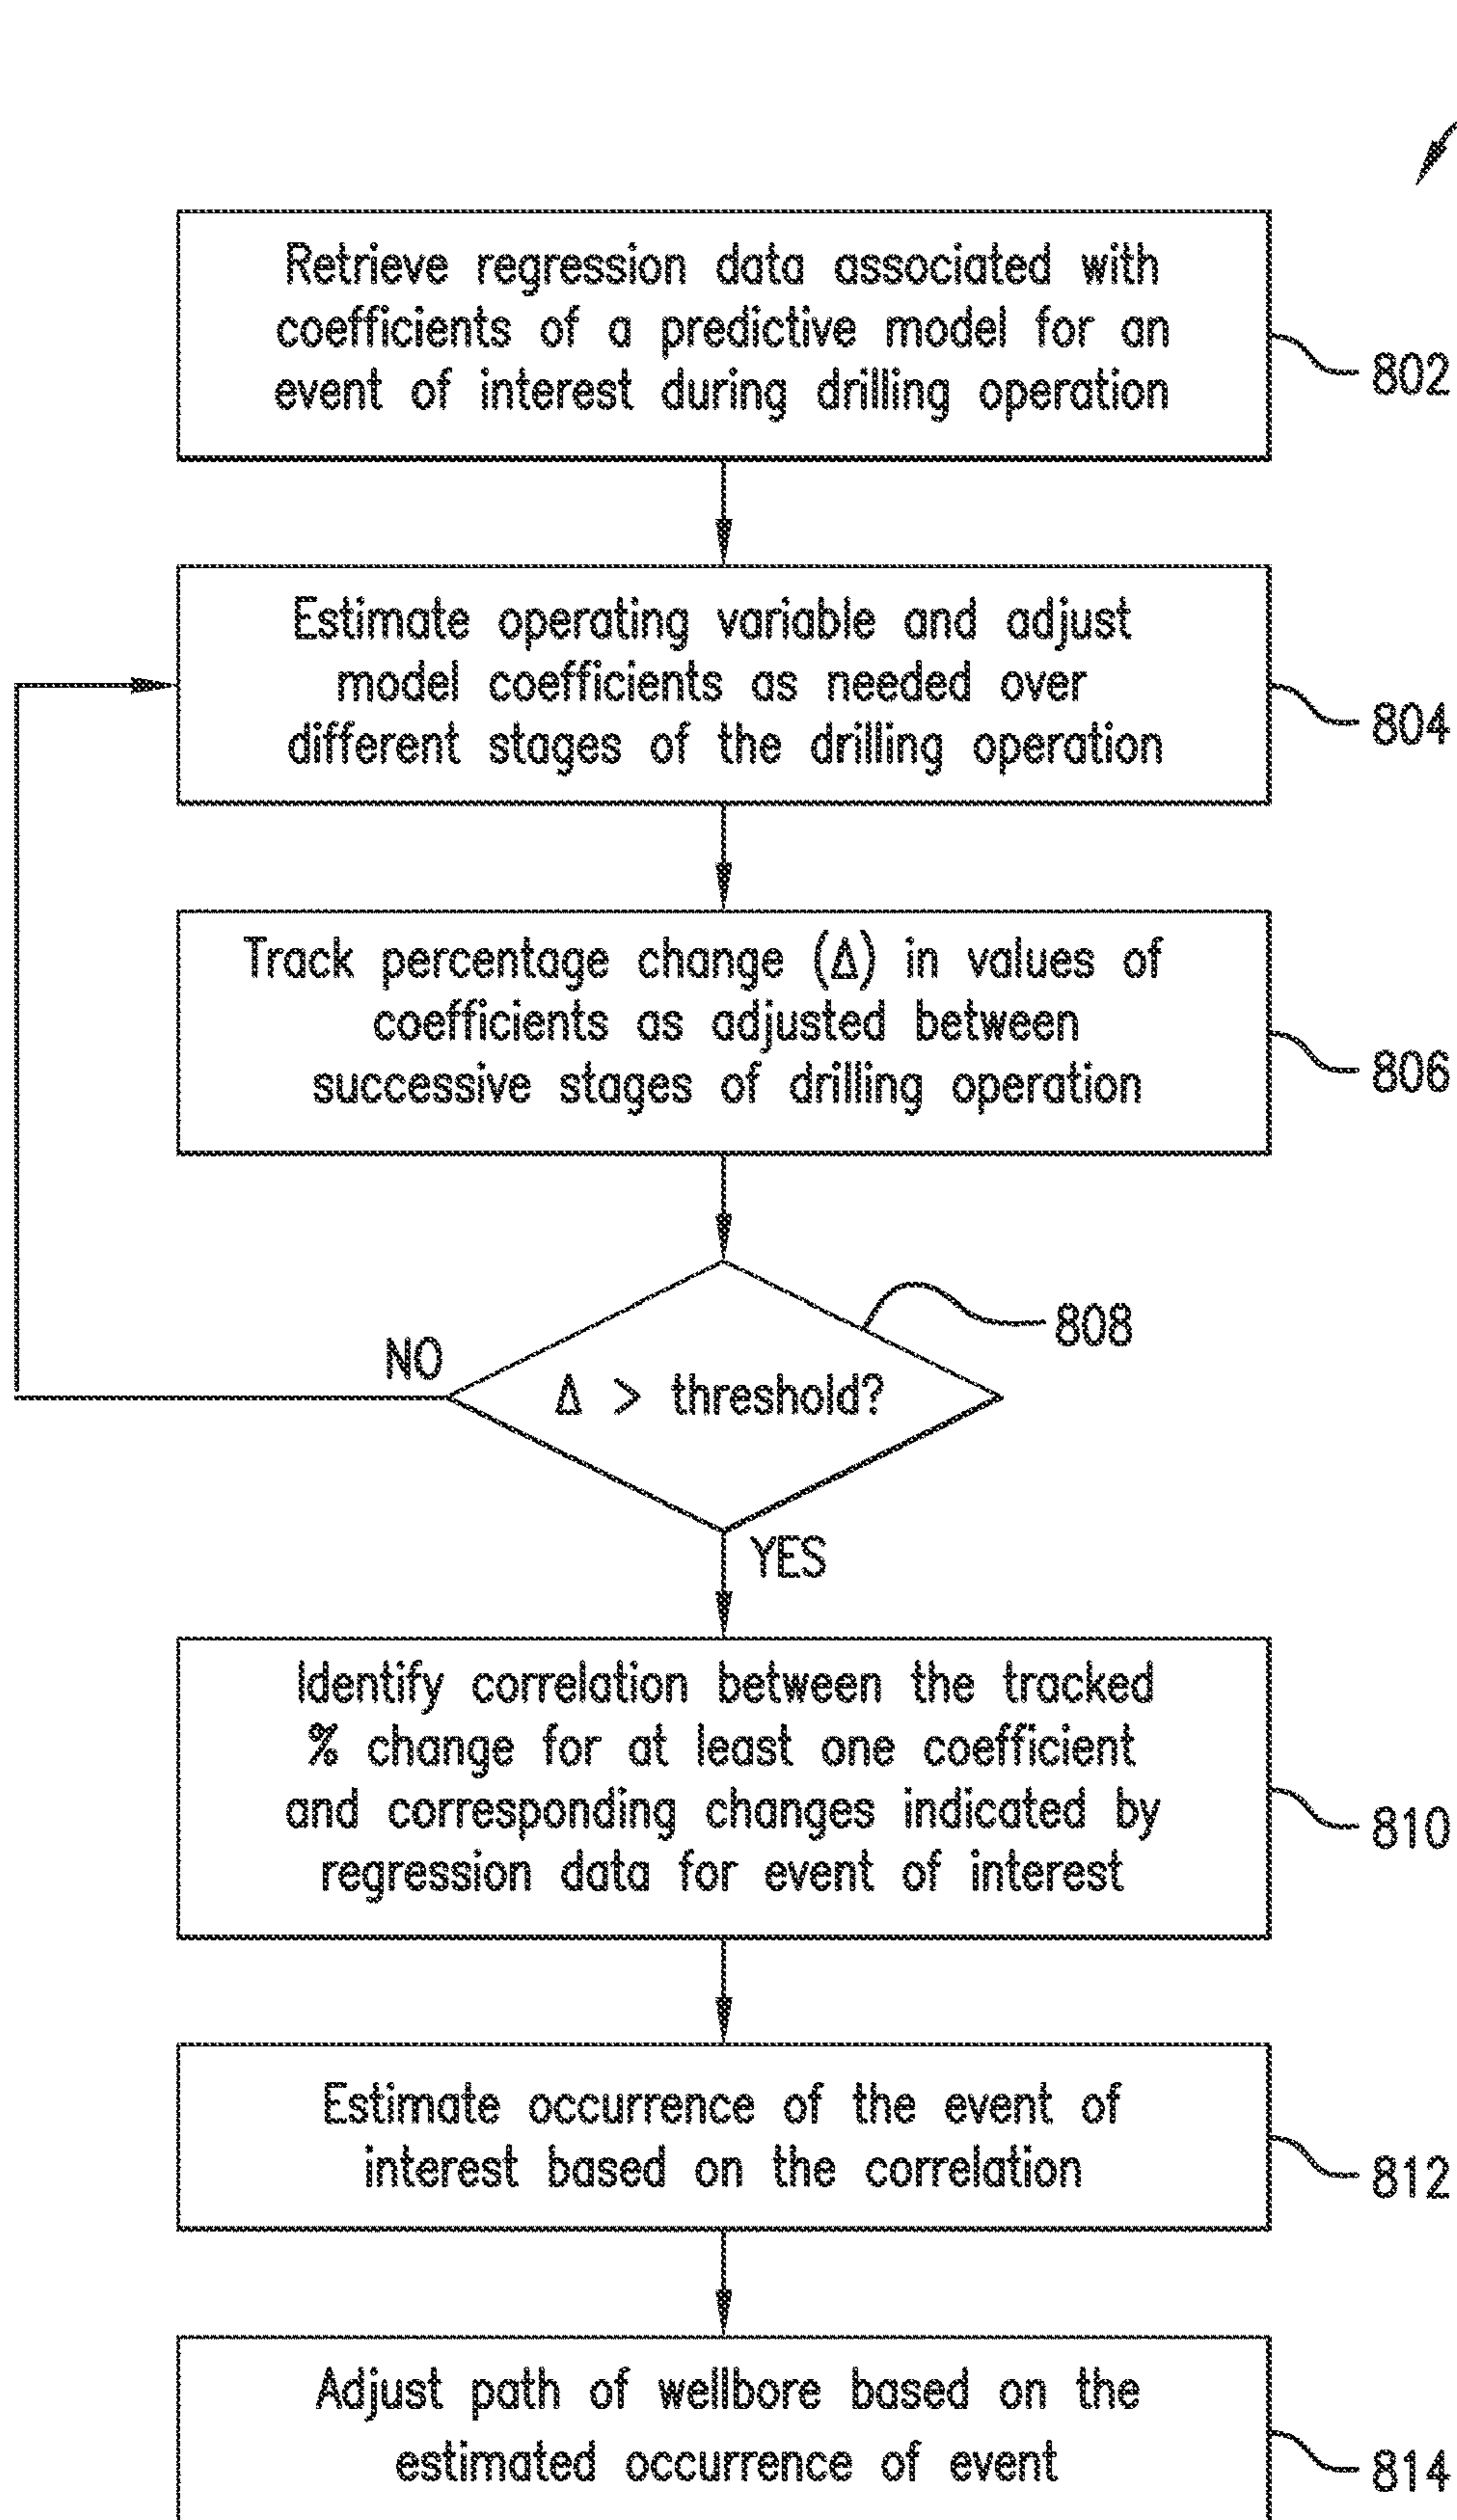 Retrieve regression data associated with
coefficients of a predictive model for an
event of interest during drilling operation
802
Estimate operating variable and adjust
model coefficients as needed over
different stages of the drilling operation
804
Track percentage change (Δ) in values of
coefficients as adjusted between
successive stages of drilling operation
806
Δ > threshold?
808
NO
YES
Identify correlation between the tracked
% change for at least one coefficient
and corresponding changes indicated by
regression data for event of interest
810
Estimate occurrence of the event of
interest based on the correlation
812
Adjust path of wellbore based on the
estimated occurrence of event
814